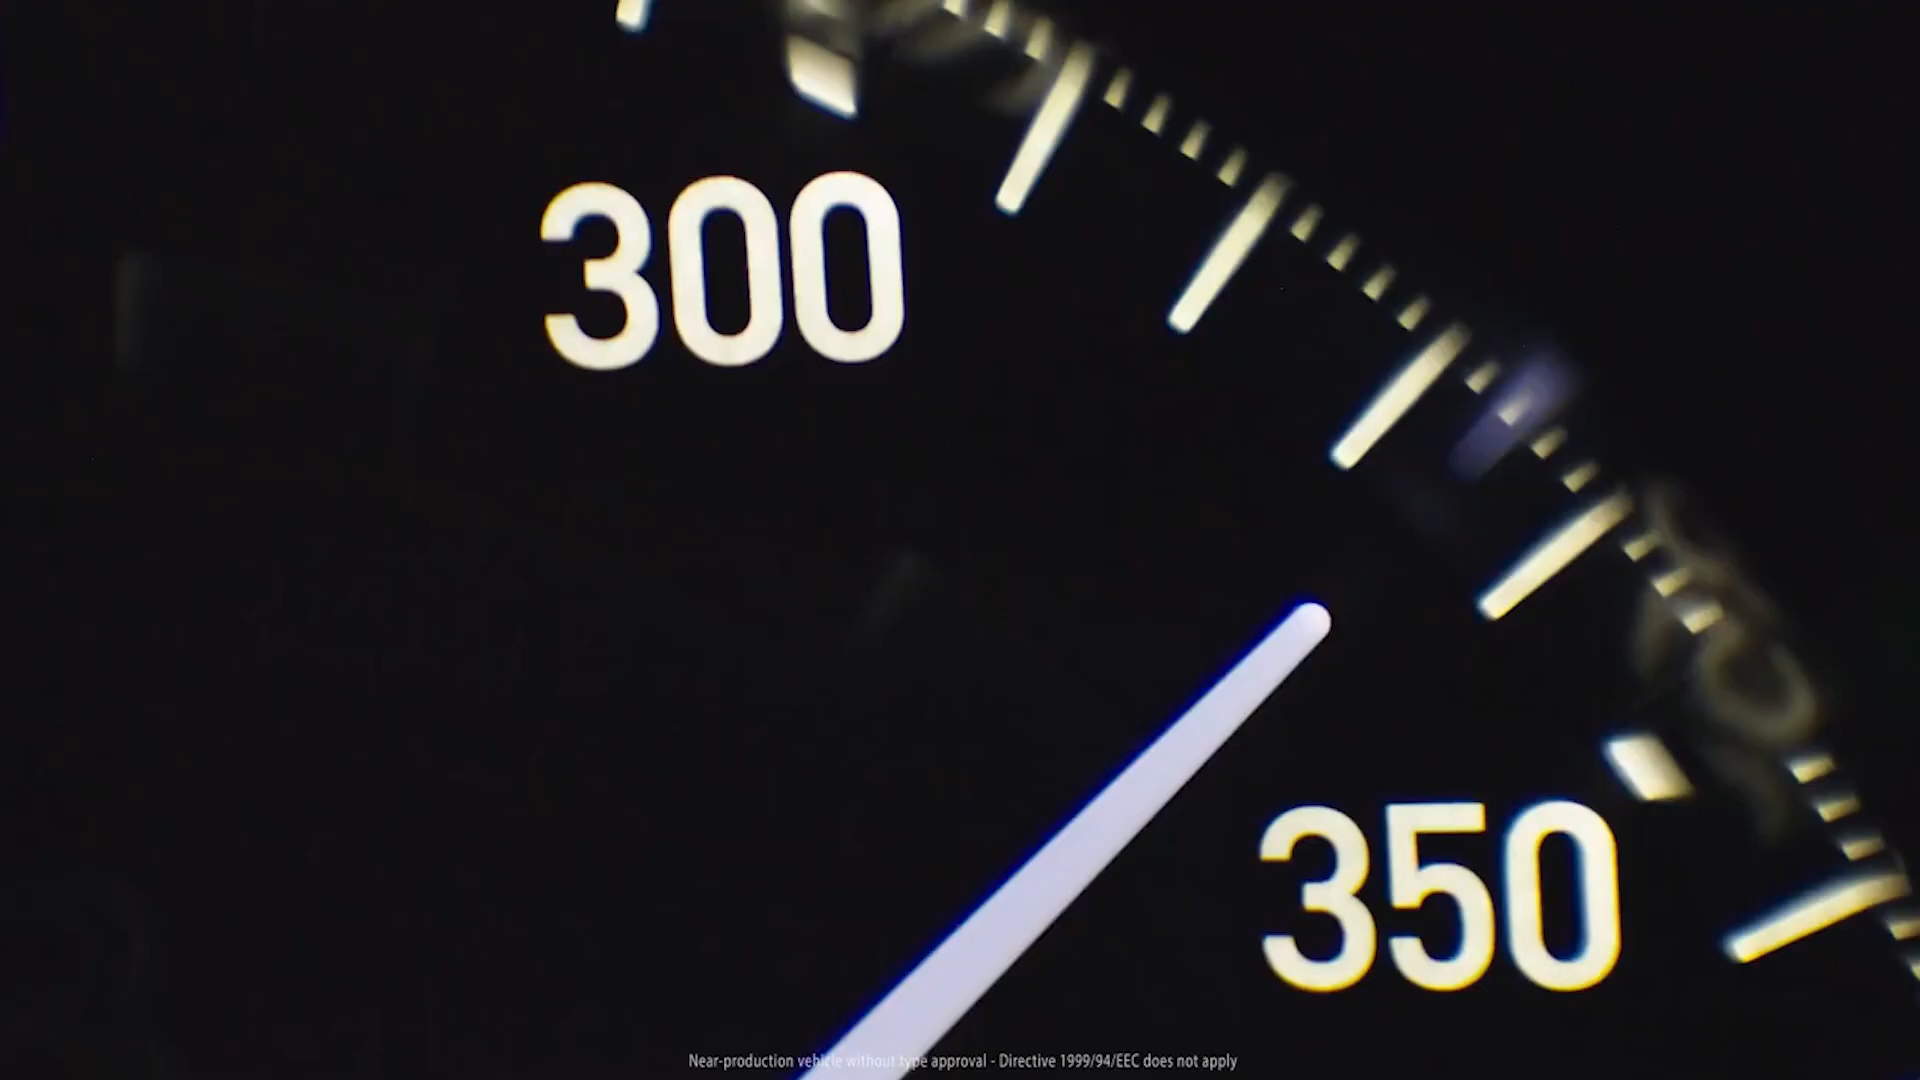 300
350
Near-production vehicle without type approval - Directive 1999/94/EEC does not apply